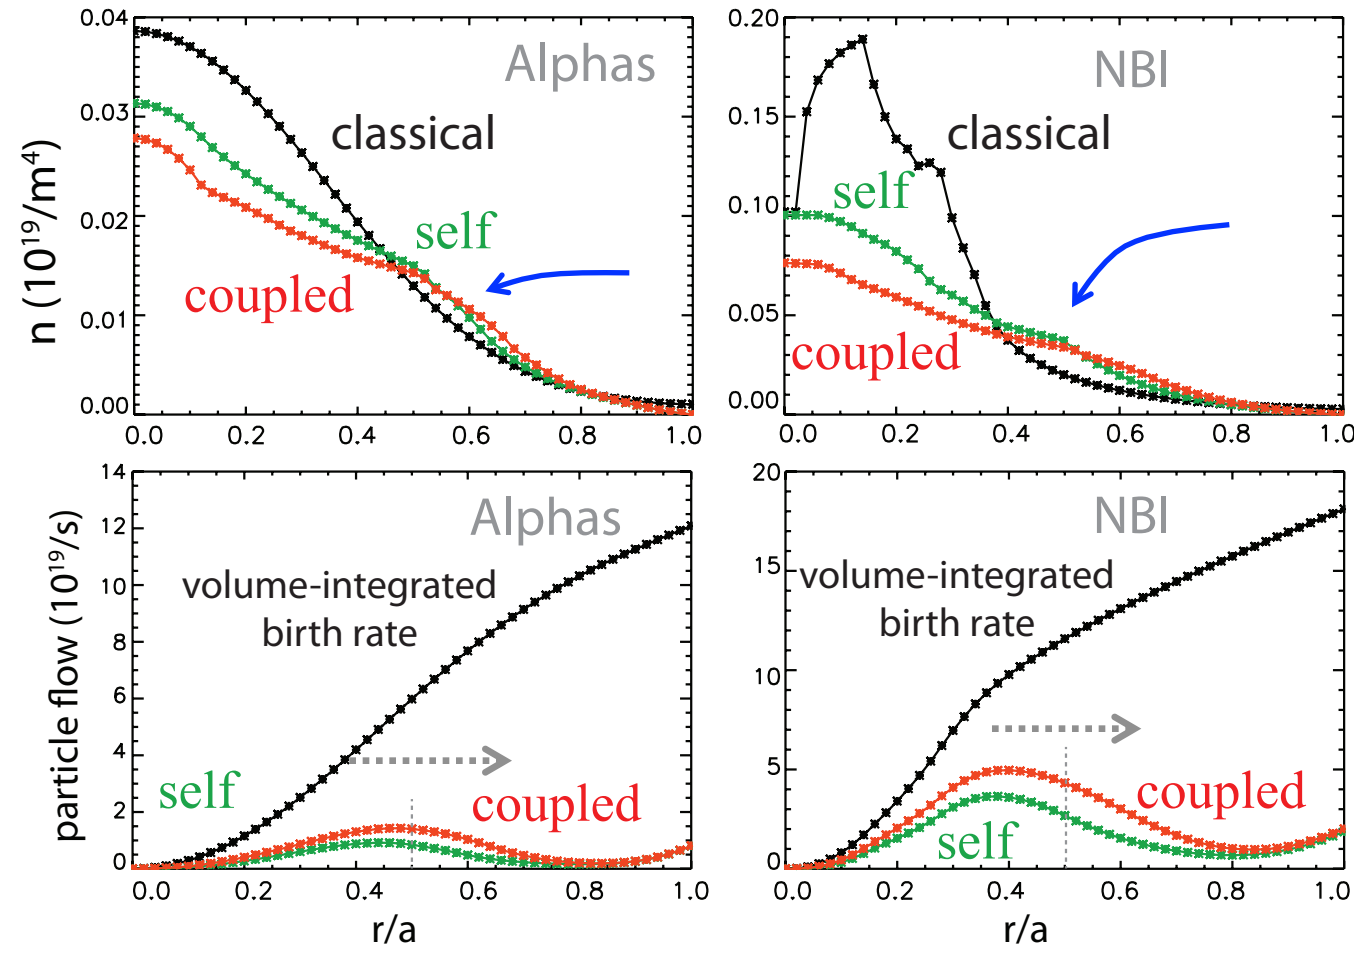 0.04
0.03
0.02
0.01
0.00
n (10¹⁹/m⁴)
Alphas
classical
self
coupled
0.0 0.2 0.4 0.6 0.8 1.0
0.20
0.15
0.10
0.05
0.00
NBI
classical
self
coupled
0.0 0.2 0.4 0.6 0.8 1.0
14
12
10
8
6
4
2
0
particle flow (10¹⁹/s)
Alphas
volume-integrated
birth rate
self
coupled
0.0 0.2 0.4 0.6 0.8 1.0
r/a
20
15
10
5
0
NBI
volume-integrated
birth rate
coupled
self
0.0 0.2 0.4 0.6 0.8 1.0
r/a